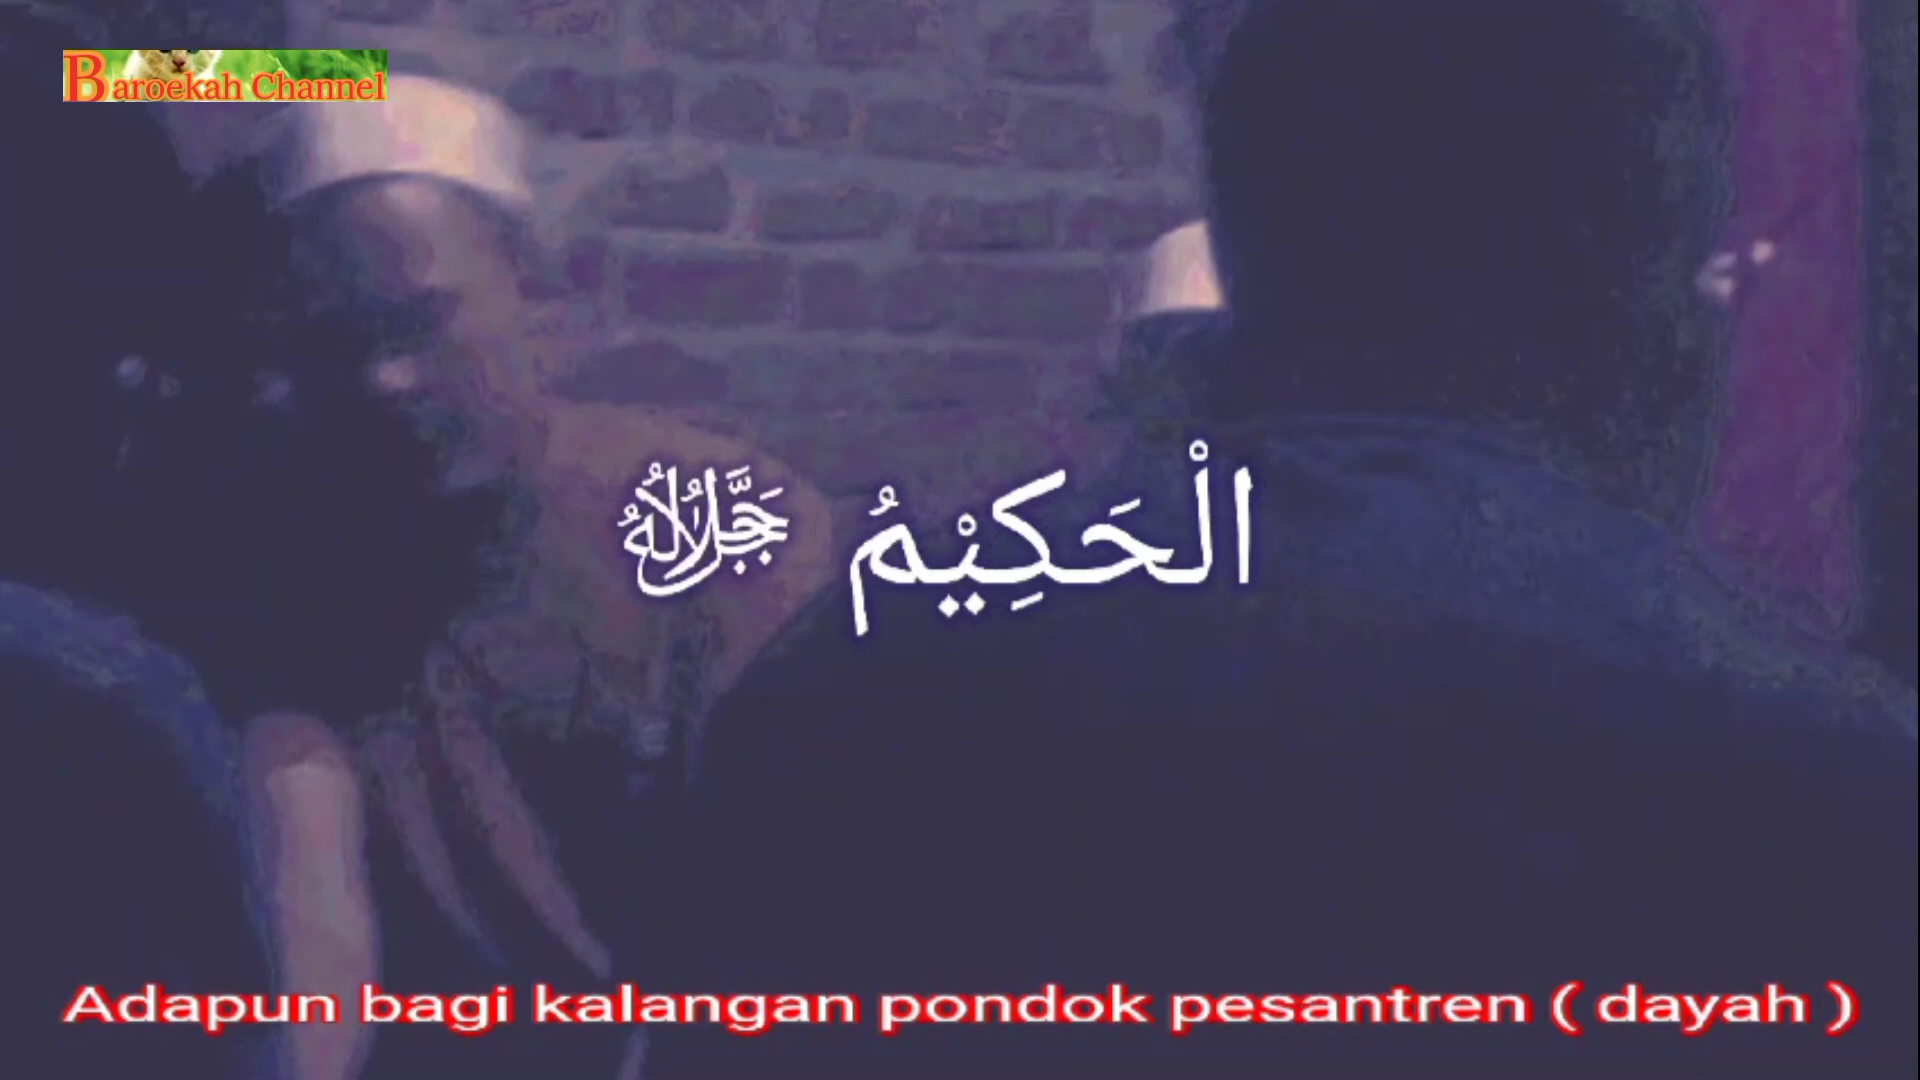 Baroekah Channel
الْحَكِيْمُ جَلَّ جَلَالُهُ
Adapun bagi kalangan pondok pesantren ( dayah )